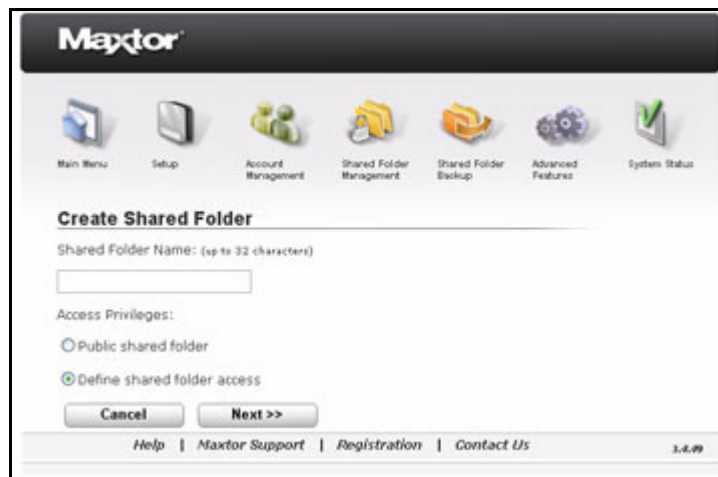 Maxtor
Main Menu
Setup
Account Management
Shared Folder Management
Shared Folder Backup
Advanced Features
System Status
Create Shared Folder
Shared Folder Name: (up to 32 characters)
Access Privileges:
Public shared folder
Define shared folder access
Cancel
Next >>
Help | Maxtor Support | Registration | Contact Us